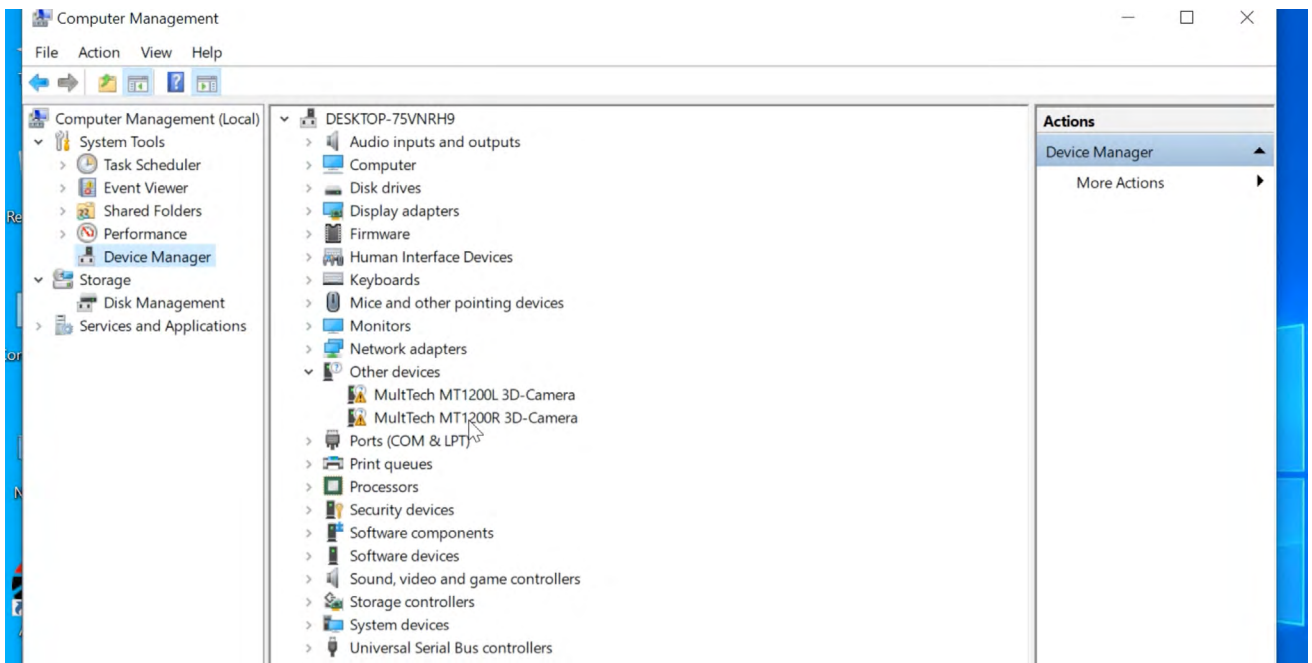 Computer Management
File Action View Help
Computer Management (Local)
System Tools
Task Scheduler
Event Viewer
Shared Folders
Performance
Device Manager
Storage
Disk Management
Services and Applications
DESKTOP-75VNRH9
Audio inputs and outputs
Computer
Disk drives
Display adapters
Firmware
Human Interface Devices
Keyboards
Mice and other pointing devices
Monitors
Network adapters
Other devices
MultTech MT1200L 3D-Camera
MultTech MT1200R 3D-Camera
Ports (COM & LPT)
Print queues
Processors
Security devices
Software components
Software devices
Sound, video and game controllers
Storage controllers
System devices
Universal Serial Bus controllers
Actions
Device Manager
More Actions